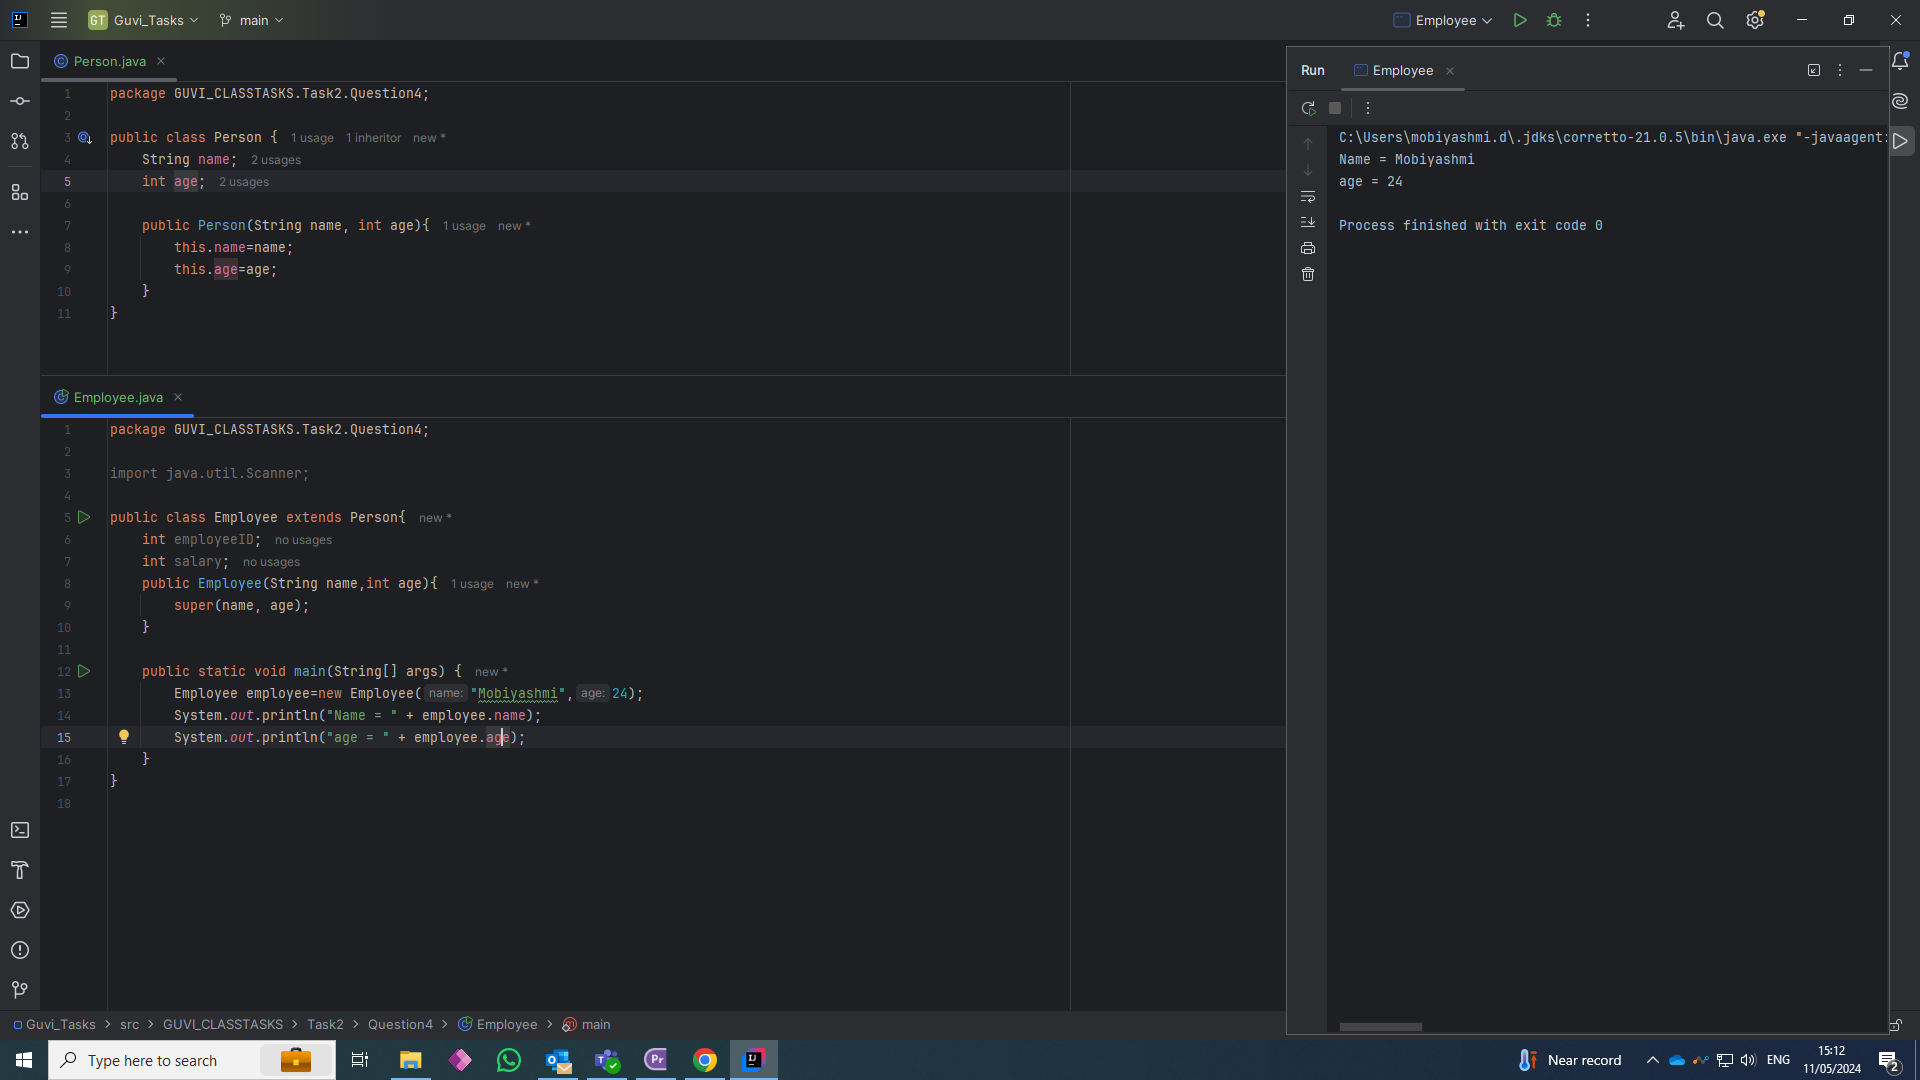 GT Guvi_Tasks main Employee
Person.java
1 package GUVI_CLASSTASKS.Task2.Question4;
2
3 public class Person { 1 usage 1 inheritor new *
4 String name; 2 usages
5 int age; 2 usages
6
7 public Person(String name, int age){ 1 usage new *
8 this.name=name;
9 this.age=age;
10 }
11 }
Employee.java
1 package GUVI_CLASSTASKS.Task2.Question4;
2
3 import java.util.Scanner;
4
5 public class Employee extends Person{ new *
6 int employeeID; no usages
7 int salary; no usages
8 public Employee(String name,int age){ 1 usage new *
9 super(name, age);
10 }
11
12 public static void main(String[] args) { new *
13 Employee employee=new Employee( name: "Mobiyashmi", age: 24);
14 System.out.println("Name = " + employee.name);
15 System.out.println("age = " + employee.age);
16 }
17 }
18
Run Employee
C:\Users\mobiyashmi.d\.jdks\corretto-21.0.5\bin\java.exe "-javaagent:
Name = Mobiyashmi
age = 24
Process finished with exit code 0
Guvi_Tasks > src > GUVI_CLASSTASKS > Task2 > Question4 > Employee > main
Type here to search
Near record
ENG
15:12
11/05/2024
2